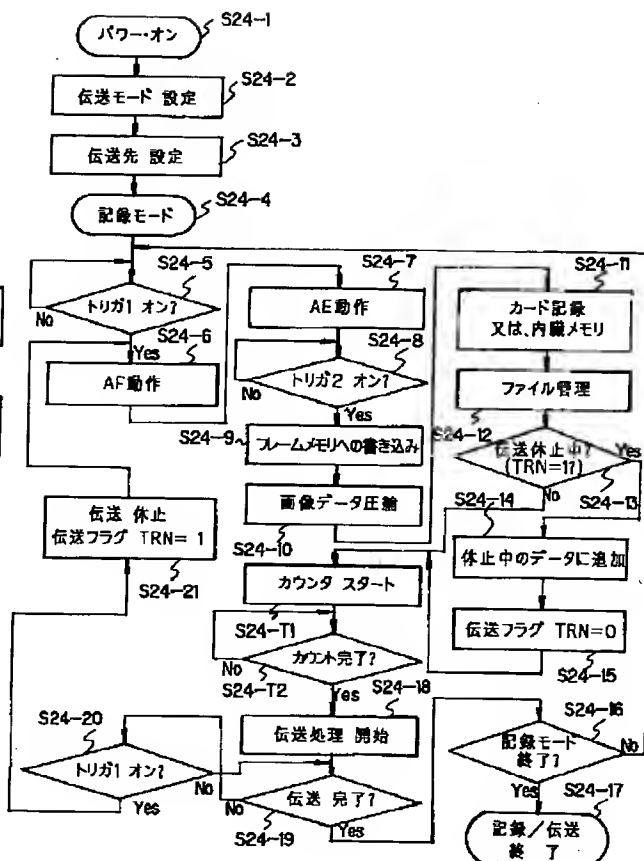 S24-1
パワー・オン
S24-2
伝送モード 設定
S24-3
伝送先 設定
S24-4
記録モード
S24-5
トリガ1 オン?
No
Yes
S24-6
AF動作
S24-7
AE動作
S24-8
トリガ2 オン?
No
Yes
S24-9
フレームメモリへの書き込み
画像データ圧縮
S24-10
S24-11
カード記録
又は、内職メモリ
ファイル管理
S24-12
伝送休止中?
(TRN=1?)
Yes
No
S24-13
S24-14
休止中のデータに追加
伝送フラグ TRN=0
S24-15
カウンタ スタート
S24-T1
カウント完了?
No
S24-T2
Yes
S24-18
伝送処理 開始
伝送 完了?
No
Yes
S24-19
S24-20
トリガ1 オン?
No
Yes
伝送 休止
伝送フラグ TRN= 1
S24-21
S24-16
記録モード
終了?
No
Yes
S24-17
記録/伝送
終 了